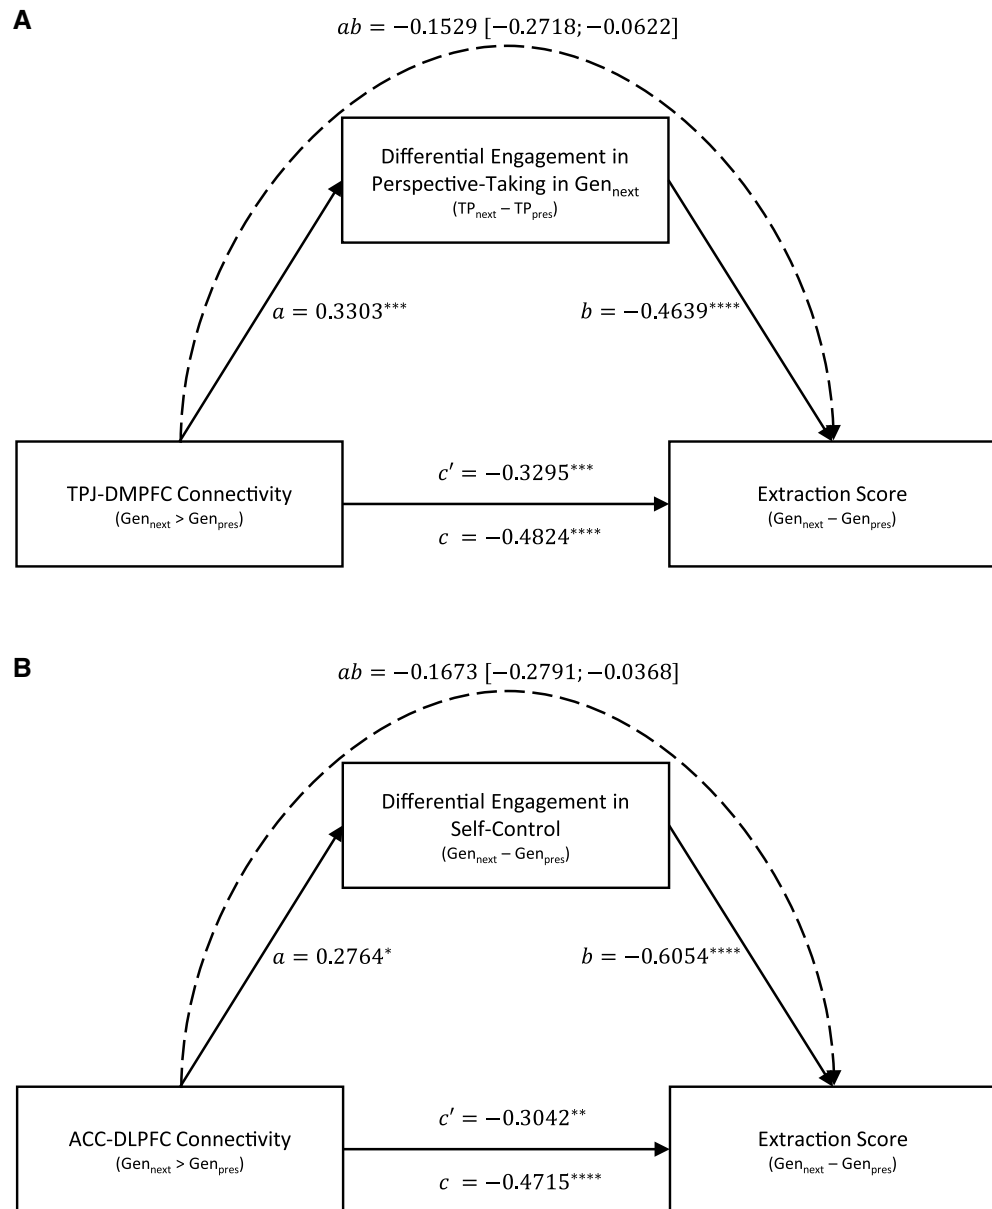 A
ab = −0.1529 [−0.2718; −0.0622]
Differential Engagement in
Perspective-Taking in Gennext
(TPnext – TPpres)
a = 0.3303***
b = −0.4639****
TPJ-DMPFC Connectivity
(Gennext > Genpres)
c′ = −0.3295***
c = −0.4824****
Extraction Score
(Gennext – Genpres)
B
ab = −0.1673 [−0.2791; −0.0368]
Differential Engagement in
Self-Control
(Gennext – Genpres)
a = 0.2764*
b = −0.6054****
ACC-DLPFC Connectivity
(Gennext > Genpres)
c′ = −0.3042**
c = −0.4715****
Extraction Score
(Gennext – Genpres)